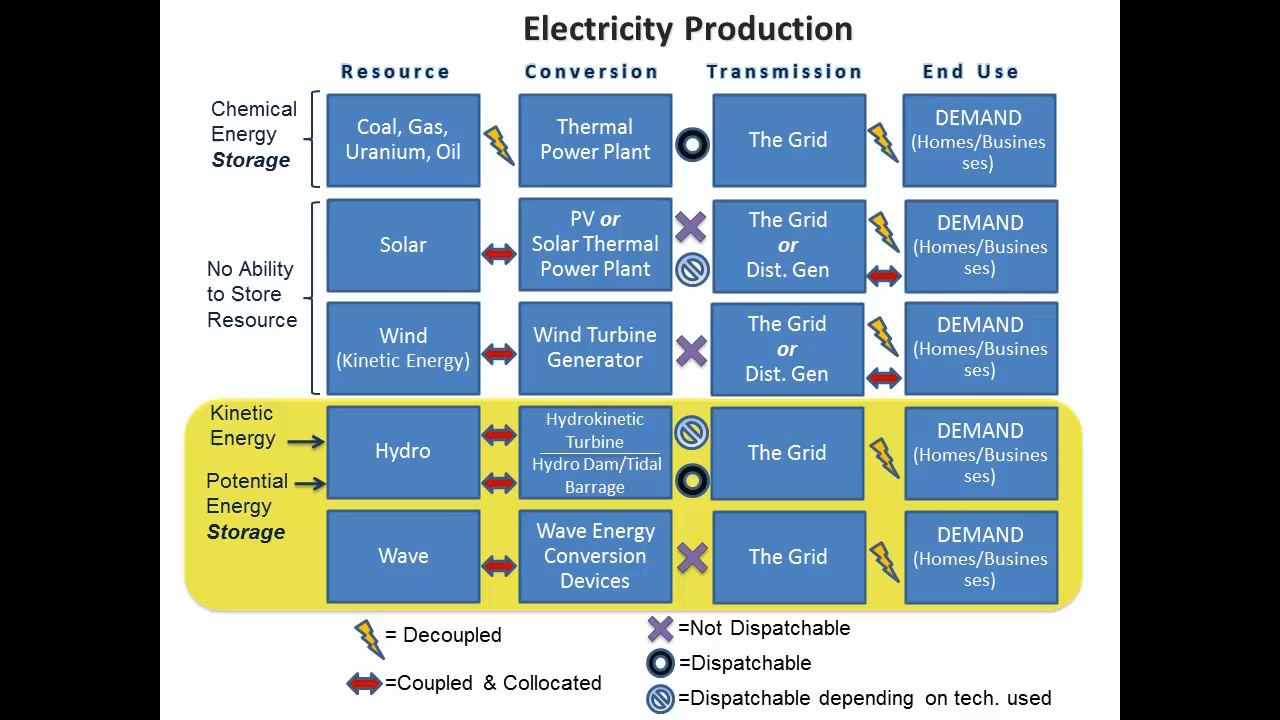 Electricity Production
Resource
Conversion
Transmission
End Use
Chemical
Energy
Storage
Coal, Gas,
Uranium, Oil
Thermal
Power Plant
The Grid
DEMAND
(Homes/Busines
ses)
No Ability
to Store
Resource
Solar
PV or
Solar Thermal
Power Plant
The Grid
or
Dist. Gen
DEMAND
(Homes/Busines
ses)
Wind
(Kinetic Energy)
Wind Turbine
Generator
The Grid
or
Dist. Gen
DEMAND
(Homes/Busines
ses)
Kinetic
Energy
Potential
Energy
Storage
Hydro
Hydrokinetic
Turbine
Hydro Dam/Tidal
Barrage
The Grid
DEMAND
(Homes/Busines
ses)
Wave
Wave Energy
Conversion
Devices
The Grid
DEMAND
(Homes/Busines
ses)
= Decoupled
=Coupled & Collocated
=Not Dispatchable
=Dispatchable
=Dispatchable depending on tech. used